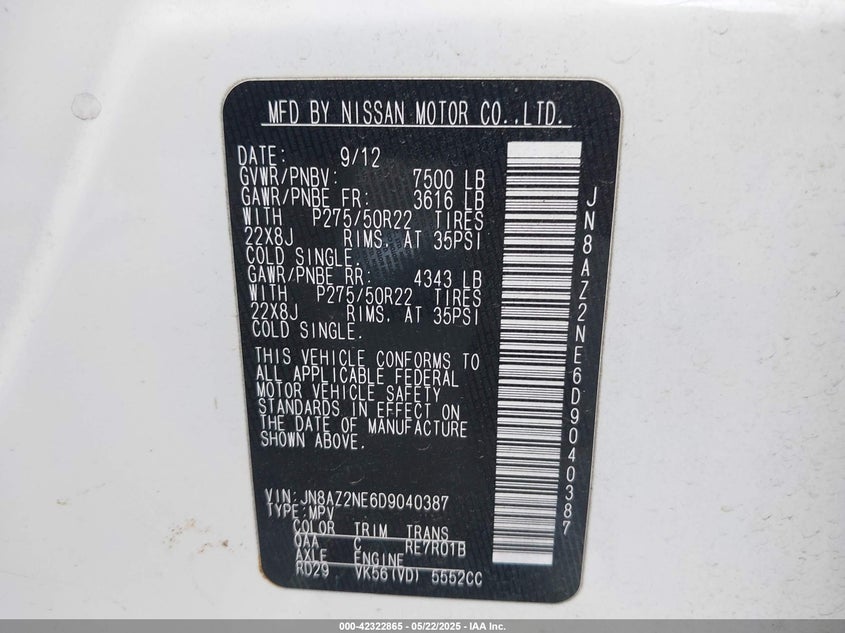 MFD BY NISSAN MOTOR CO.,LTD.
DATE: 9/12
GVWR/PNBV: 7500 LB
GAWR/PNBE FR: 3616 LB
WITH P275/50R22 TIRES
22X8J RIMS. AT 35PSI
COLD SINGLE.
GAWR/PNBE RR: 4343 LB
WITH P275/50R22 TIRES
22X8J RIMS. AT 35PSI
COLD SINGLE.
THIS VEHICLE CONFORMS TO
ALL APPLICABLE FEDERAL
MOTOR VEHICLE SAFETY
STANDARDS IN EFFECT ON
THE DATE OF MANUFACTURE
SHOWN ABOVE.
VIN: JN8AZ2NE6D9040387
TYPE: MPV
COLOR TRIM TRANS
QAA C RE7R01B
AXLE ENGINE
RD29 VK56(VD) 5552CC
JN8AZ2NE6D9040387
000-42322865 • 05/22/2025 • IAA Inc.